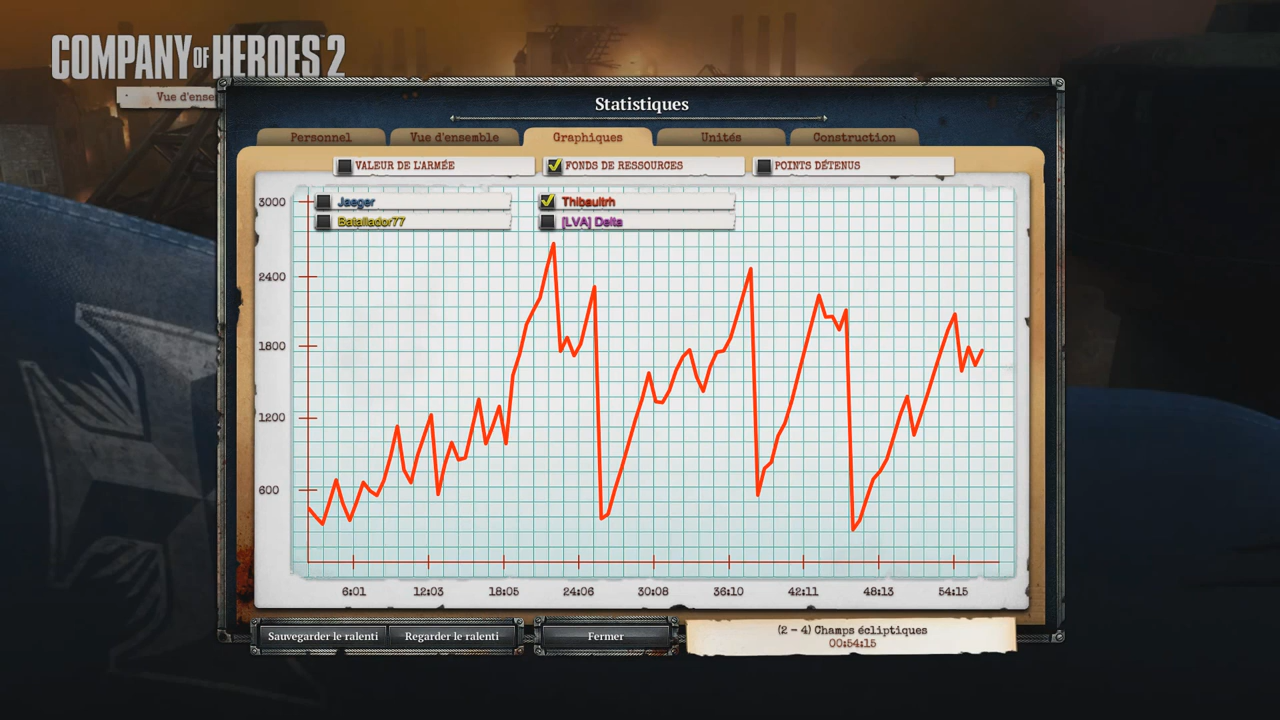 COMPANY OF HEROES 2
Vue d'ense
Statistiques
Personnel
Vue d'ensemble
Graphiques
Unités
Construction
VALEUR DE L'ARMÉE
FONDS DE RESSOURCES
POINTS DÉTENUS
Jaeger
Thibaultrh
Batallador77
[LVA] Delta
3000
2400
1800
1200
600
6:01 12:03 18:05 24:06 30:08 36:10 42:11 48:13 54:15
Sauvegarder le ralenti
Regarder le ralenti
Fermer
(2 - 4) Champs écliptiques
00:54:15